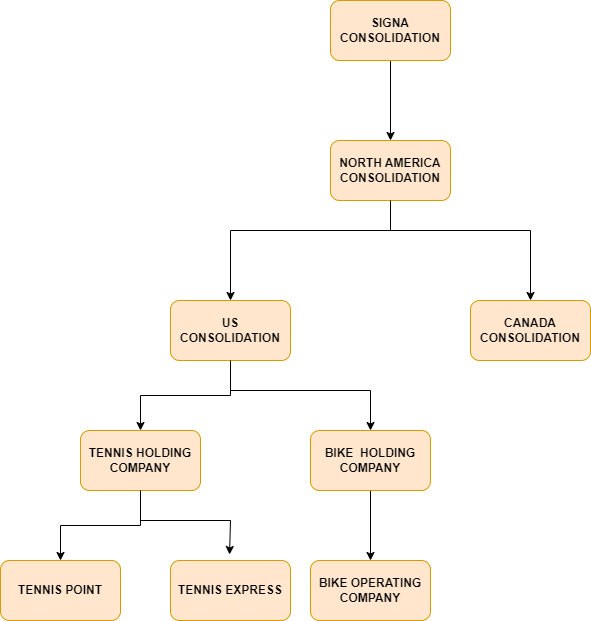 SIGNA
CONSOLIDATION
NORTH AMERICA
CONSOLIDATION
US
CONSOLIDATION
CANADA
CONSOLIDATION
TENNIS HOLDING
COMPANY
BIKE  HOLDING
COMPANY
TENNIS POINT
TENNIS EXPRESS
BIKE OPERATING
COMPANY